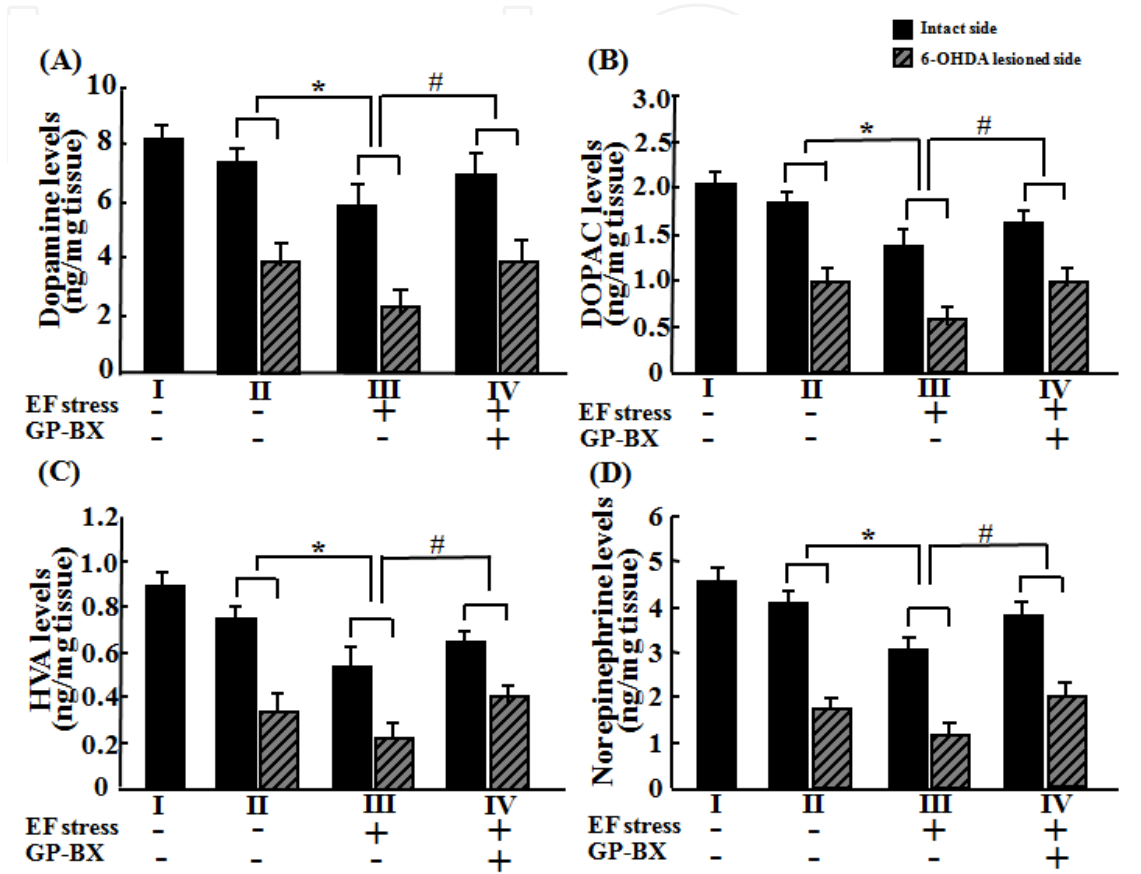 Intact side
6-OHDA lesioned side
(A)
Dopamine levels
(ng/mg tissue)
10
8
6
4
2
0
*
#
I II III IV
EF stress - - + +
GP-BX - - - +
(B)
DOPAC levels
(ng/mg tissue)
3.0
2.5
2.0
1.5
1.0
0.5
0
*
#
I II III IV
EF stress - - + +
GP-BX - - - +
(C)
HVA levels
(ng/mg tissue)
1.2
1.0
0.8
0.6
0.4
0.2
0
*
#
I II III IV
EF stress - - + +
GP-BX - - - +
(D)
Norepinephrine levels
(ng/mg tissue)
6
5
4
3
2
1
0
*
#
I II III IV
EF stress - - + +
GP-BX - - - +